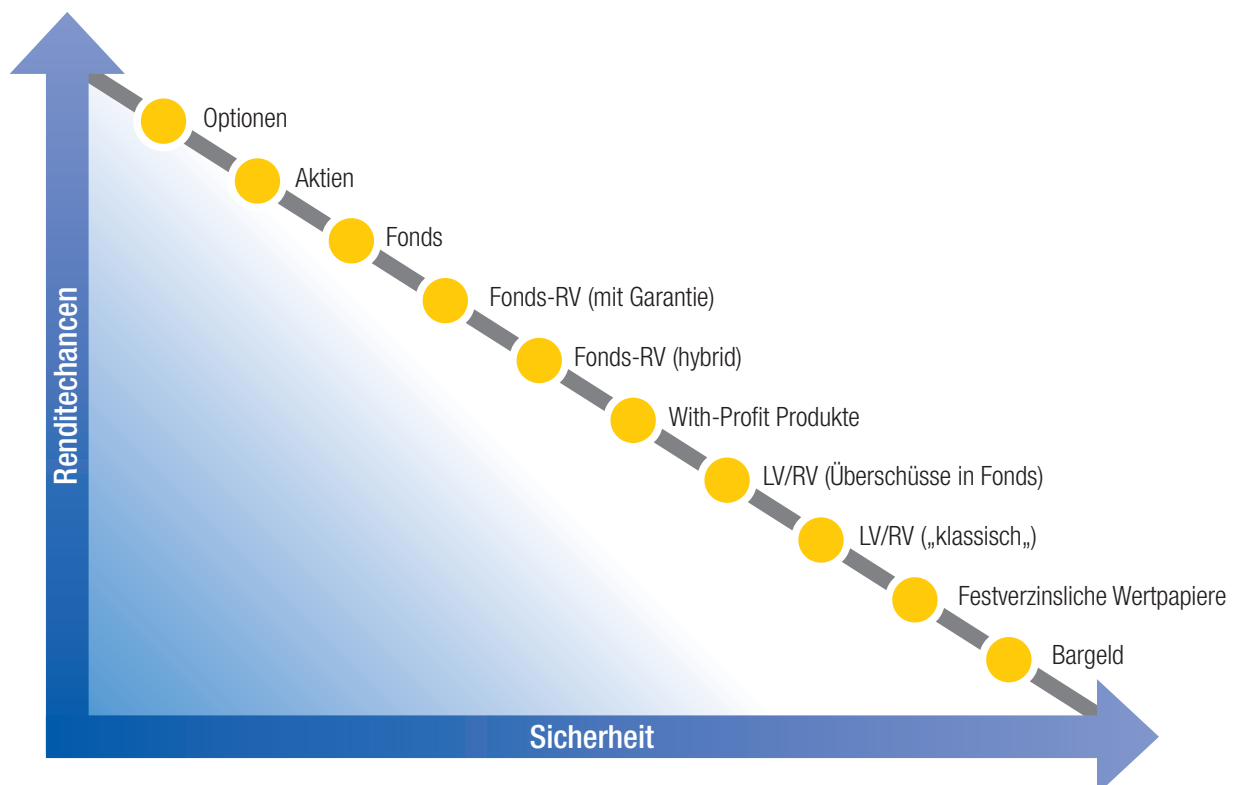 Optionen
Aktien
Fonds
Fonds-RV (mit Garantie)
Fonds-RV (hybrid)
With-Profit Produkte
LV/RV (Überschüsse in Fonds)
LV/RV („klassisch„)
Festverzinsliche Wertpapiere
Bargeld
Renditechancen
Sicherheit